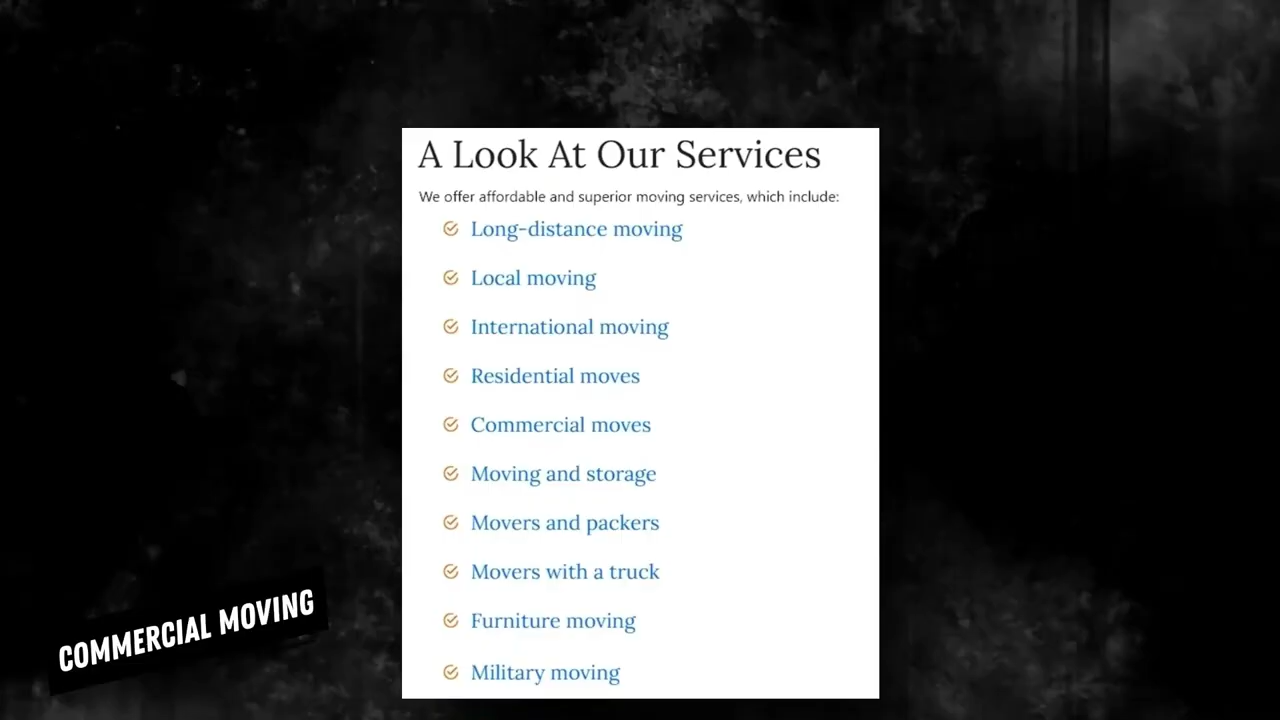 A Look At Our Services
We offer affordable and superior moving services, which include:
Long-distance moving
Local moving
International moving
Residential moves
Commercial moves
Moving and storage
Movers and packers
Movers with a truck
Furniture moving
Military moving
COMMERCIAL MOVING